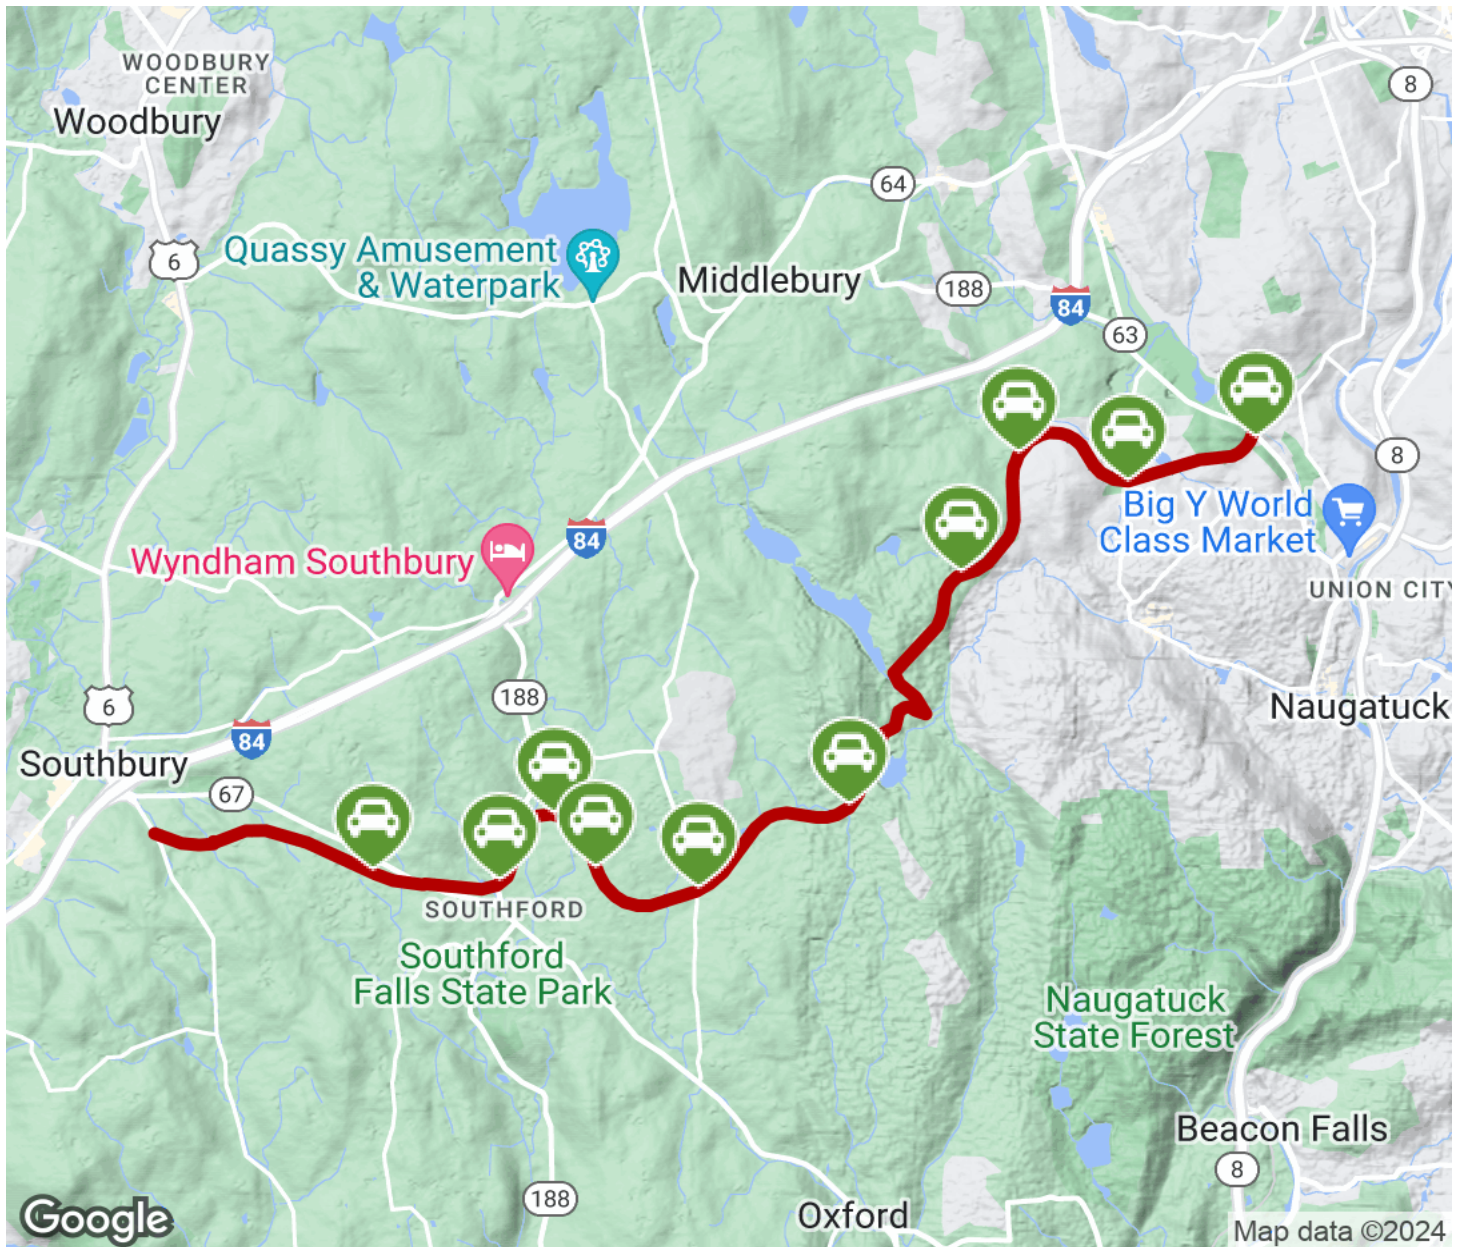 WOODBURY
CENTER
Woodbury
8
64
6
Quassy Amusement
& Waterpark
Middlebury
188
84
63
8
Big Y World
Class Market
84
Wyndham Southbury
UNION CITY
188
6
Naugatuck
84
Southbury
67
SOUTHFORD
Southford
Falls State Park
Naugatuck
State Forest
Beacon Falls
8
188
Oxford
Google
Map data ©2024